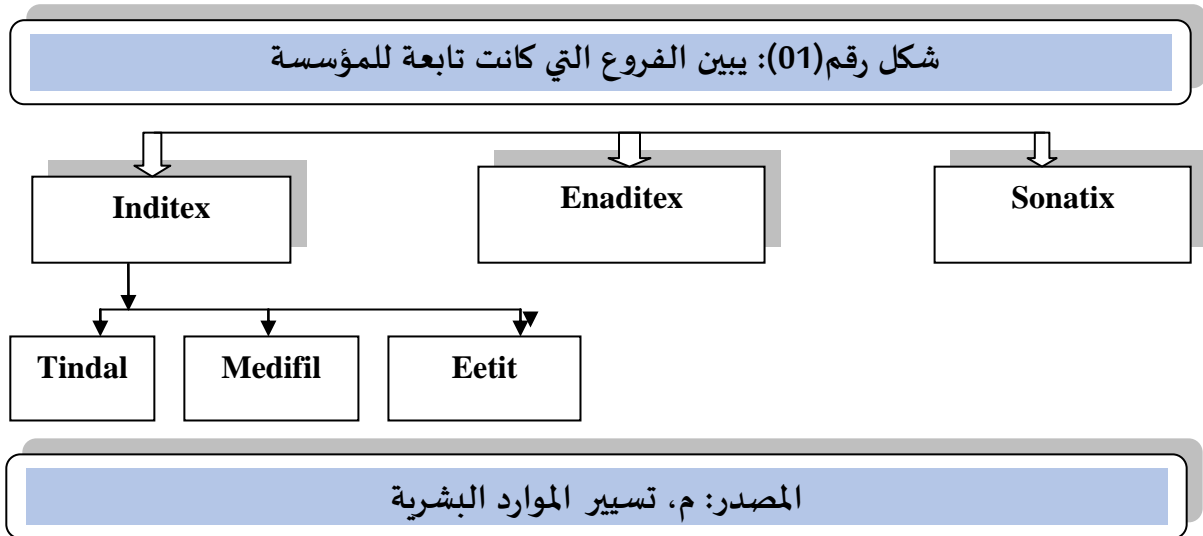 شكل رقم(01): يبين الفروع التي كانت تابعة للمؤسسة
Inditex
Enaditex
Sonatix
Tindal
Medifil
Eetit
المصدر: م، تسيير الموارد البشرية